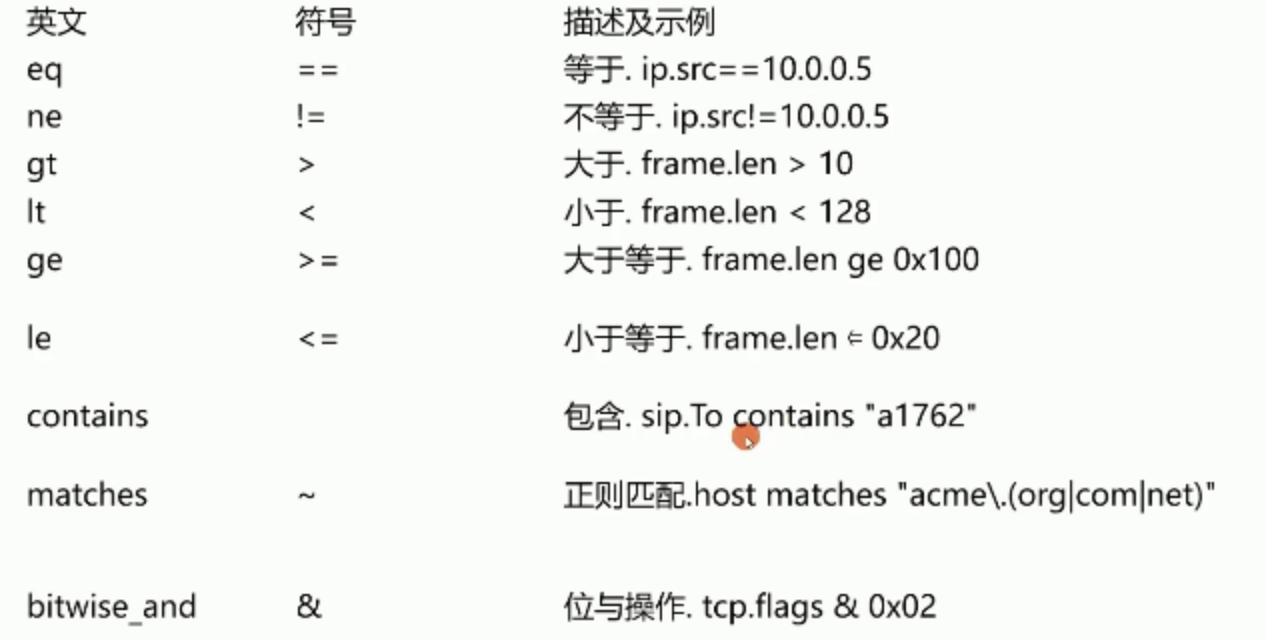 英文 符号 描述及示例
eq == 等于. ip.src==10.0.0.5
ne != 不等于. ip.src!=10.0.0.5
gt > 大于. frame.len > 10
lt < 小于. frame.len < 128
ge >= 大于等于. frame.len ge 0x100
le <= 小于等于. frame.len ⋲ 0x20
contains 包含. sip.To contains "a1762"
matches ~ 正则匹配.host matches "acme\.(org|com|net)"
bitwise_and & 位与操作. tcp.flags & 0x02